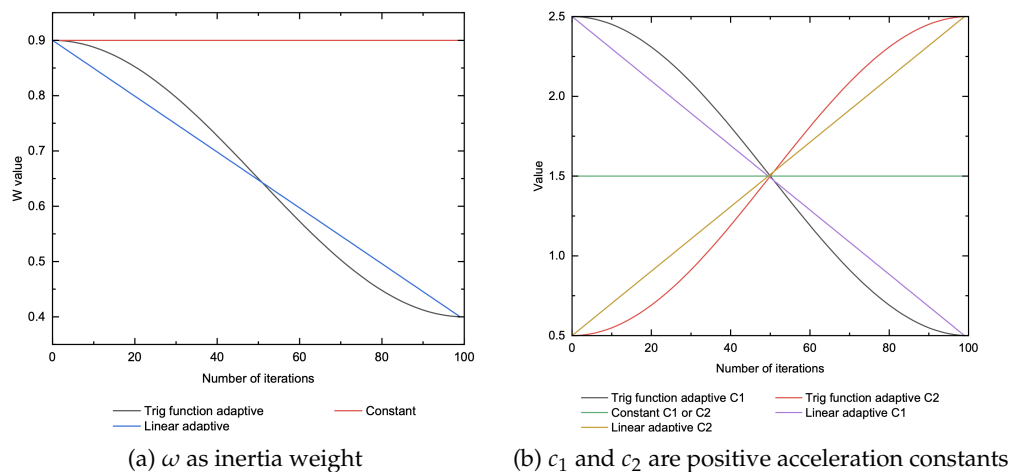 0.9
0.8
0.7
0.6
0.5
0.4
W value
0 20 40 60 80 100
Number of iterations
Trig function adaptive
Constant
Linear adaptive
(a) ω as inertia weight
2.5
2.0
1.5
1.0
0.5
Value
0 20 40 60 80 100
Number of iterations
Trig function adaptive C1
Trig function adaptive C2
Constant C1 or C2
Linear adaptive C1
Linear adaptive C2
(b) c₁ and c₂ are positive acceleration constants